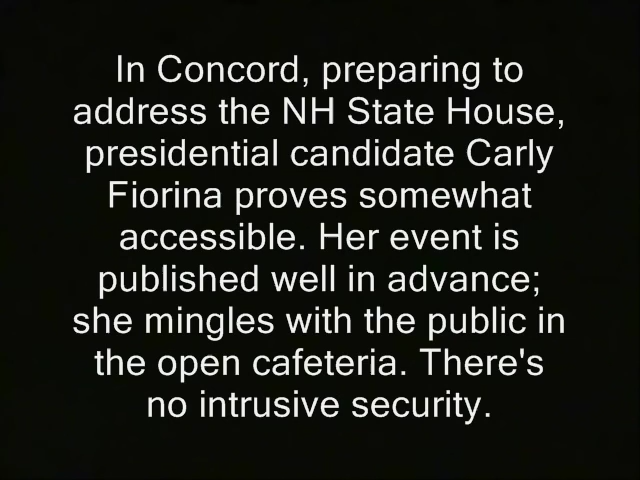 In Concord, preparing to
address the NH State House,
presidential candidate Carly
Fiorina proves somewhat
accessible. Her event is
published well in advance;
she mingles with the public in
the open cafeteria. There's
no intrusive security.